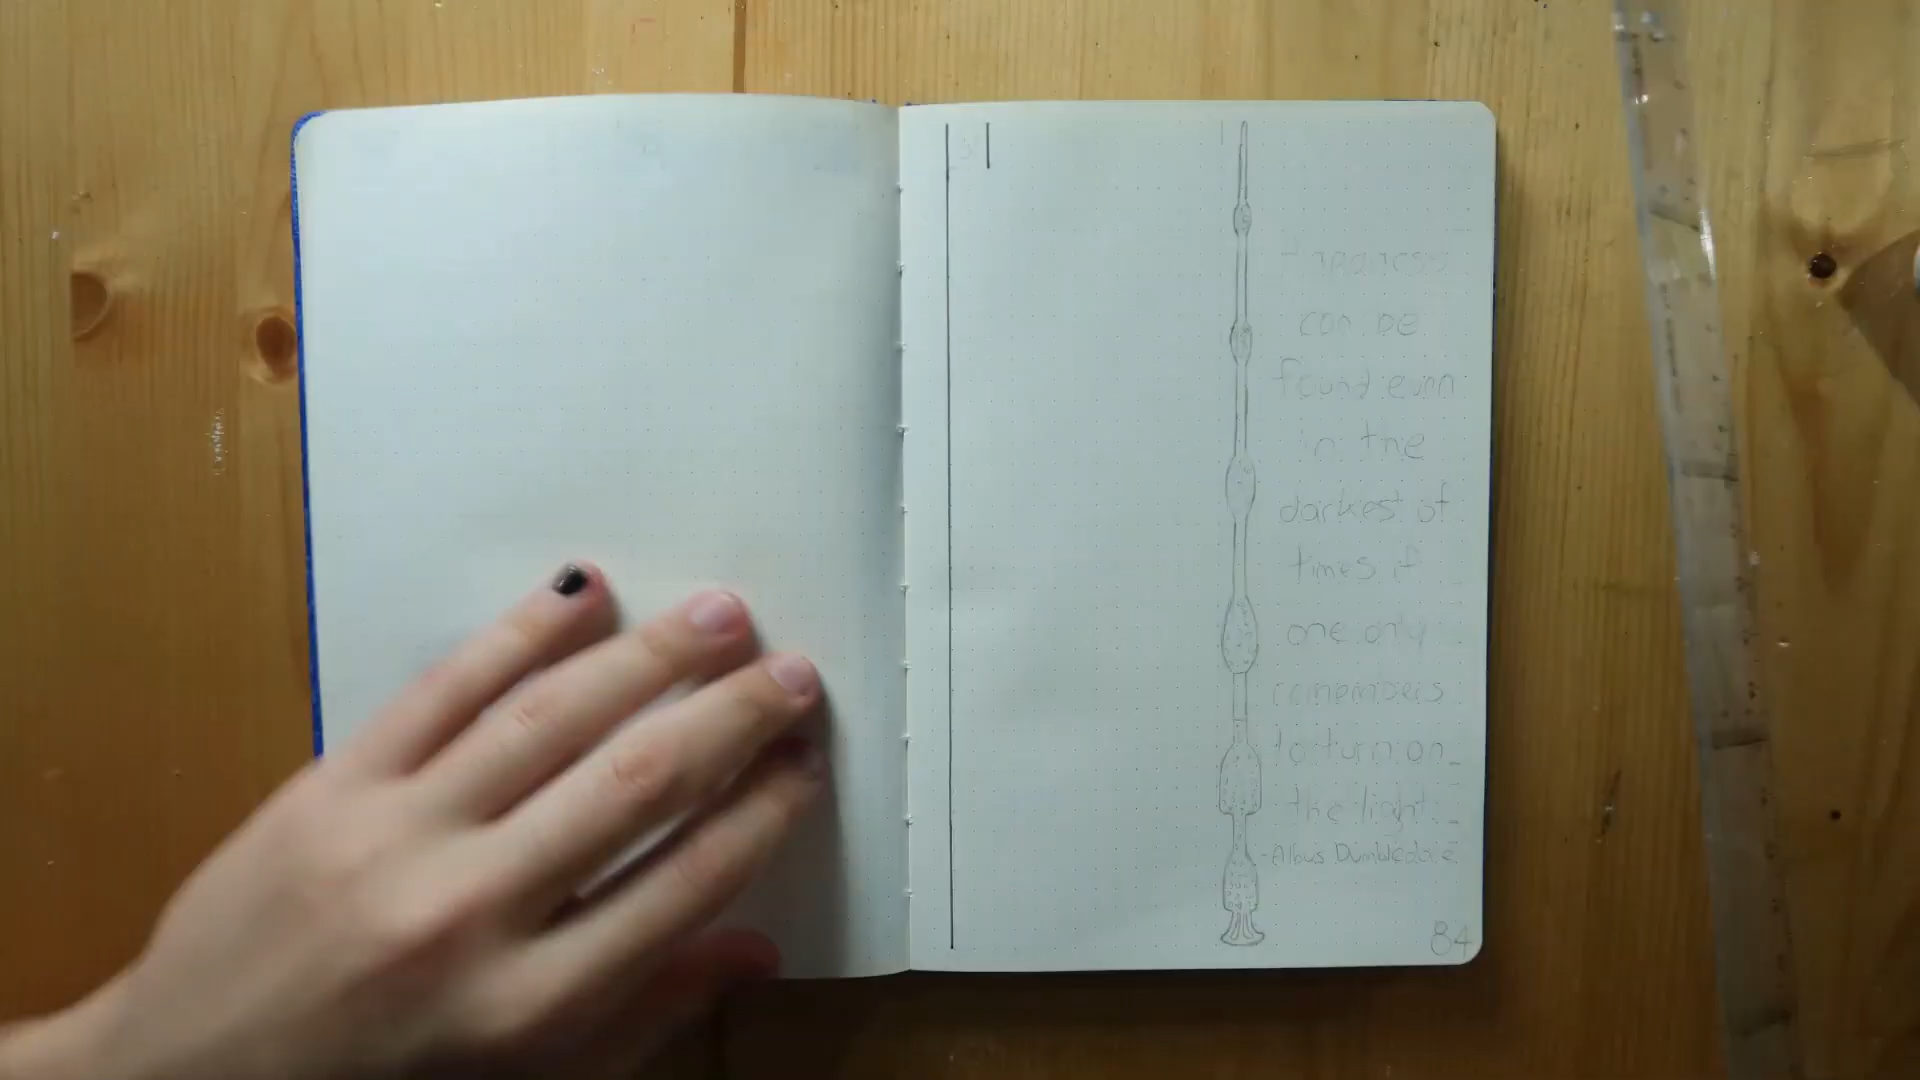 Happiness
can be
found even
in the
darkest of
times if
one only
remembers
to turn on
the light.
-Albus Dumbledore
84